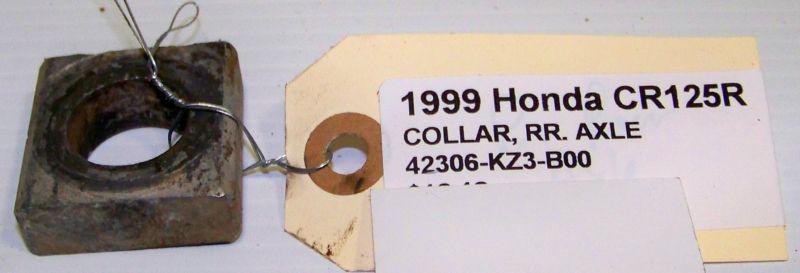 1999 Honda CR125R
COLLAR, RR. AXLE
42306-KZ3-B00